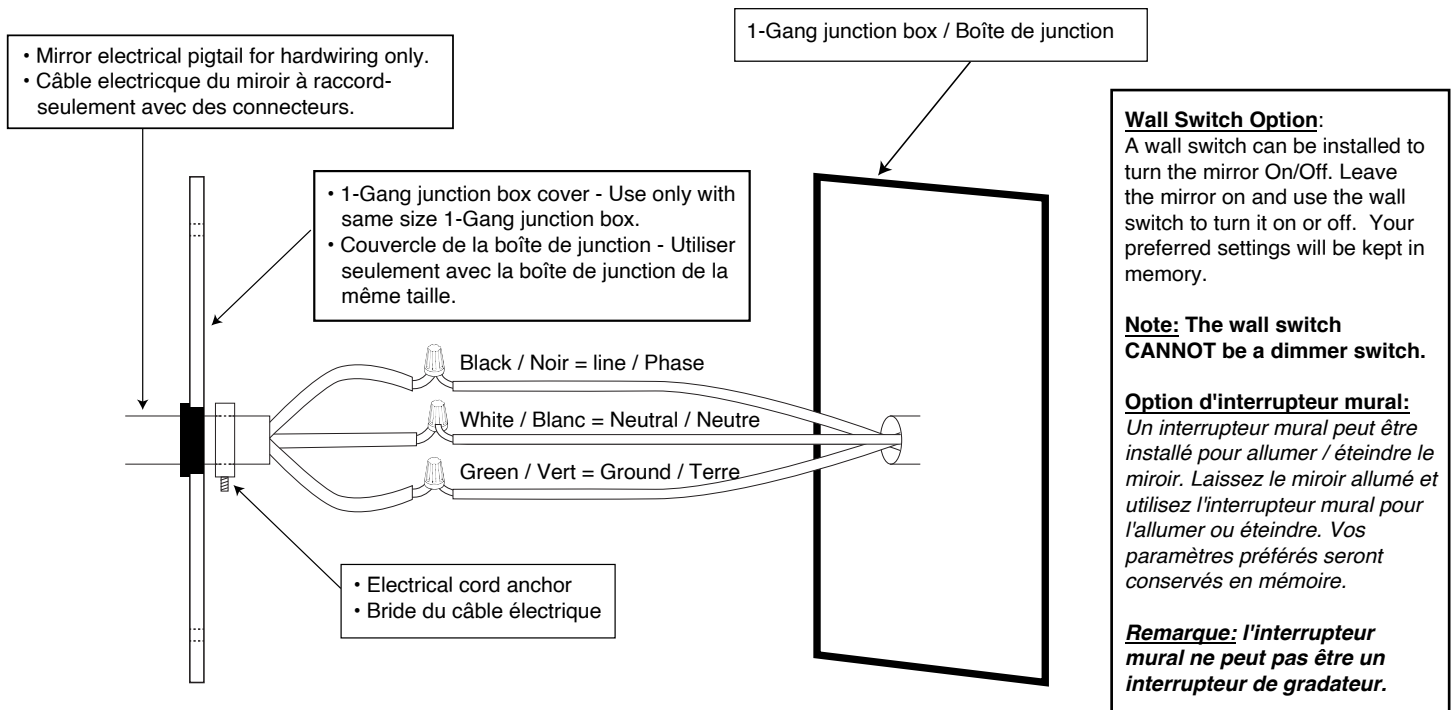 1-Gang junction box / Boîte de junction
• Mirror electrical pigtail for hardwiring only.
• Câble electricque du miroir à raccord-
seulement avec des connecteurs.
• 1-Gang junction box cover - Use only with
same size 1-Gang junction box.
• Couvercle de la boîte de junction - Utiliser
seulement avec la boîte de junction de la
même taille.
Black / Noir = line / Phase
White / Blanc = Neutral / Neutre
Green / Vert = Ground / Terre
• Electrical cord anchor
• Bride du câble électrique
Wall Switch Option:
A wall switch can be installed to
turn the mirror On/Off. Leave
the mirror on and use the wall
switch to turn it on or off.  Your
preferred settings will be kept in
memory.
Note: The wall switch
CANNOT be a dimmer switch.
Option d'interrupteur mural:
Un interrupteur mural peut être
installé pour allumer / éteindre le
miroir. Laissez le miroir allumé et
utilisez l'interrupteur mural pour
l'allumer ou éteindre. Vos
paramètres préférés seront
conservés en mémoire.
Remarque: l'interrupteur
mural ne peut pas être un
interrupteur de gradateur.